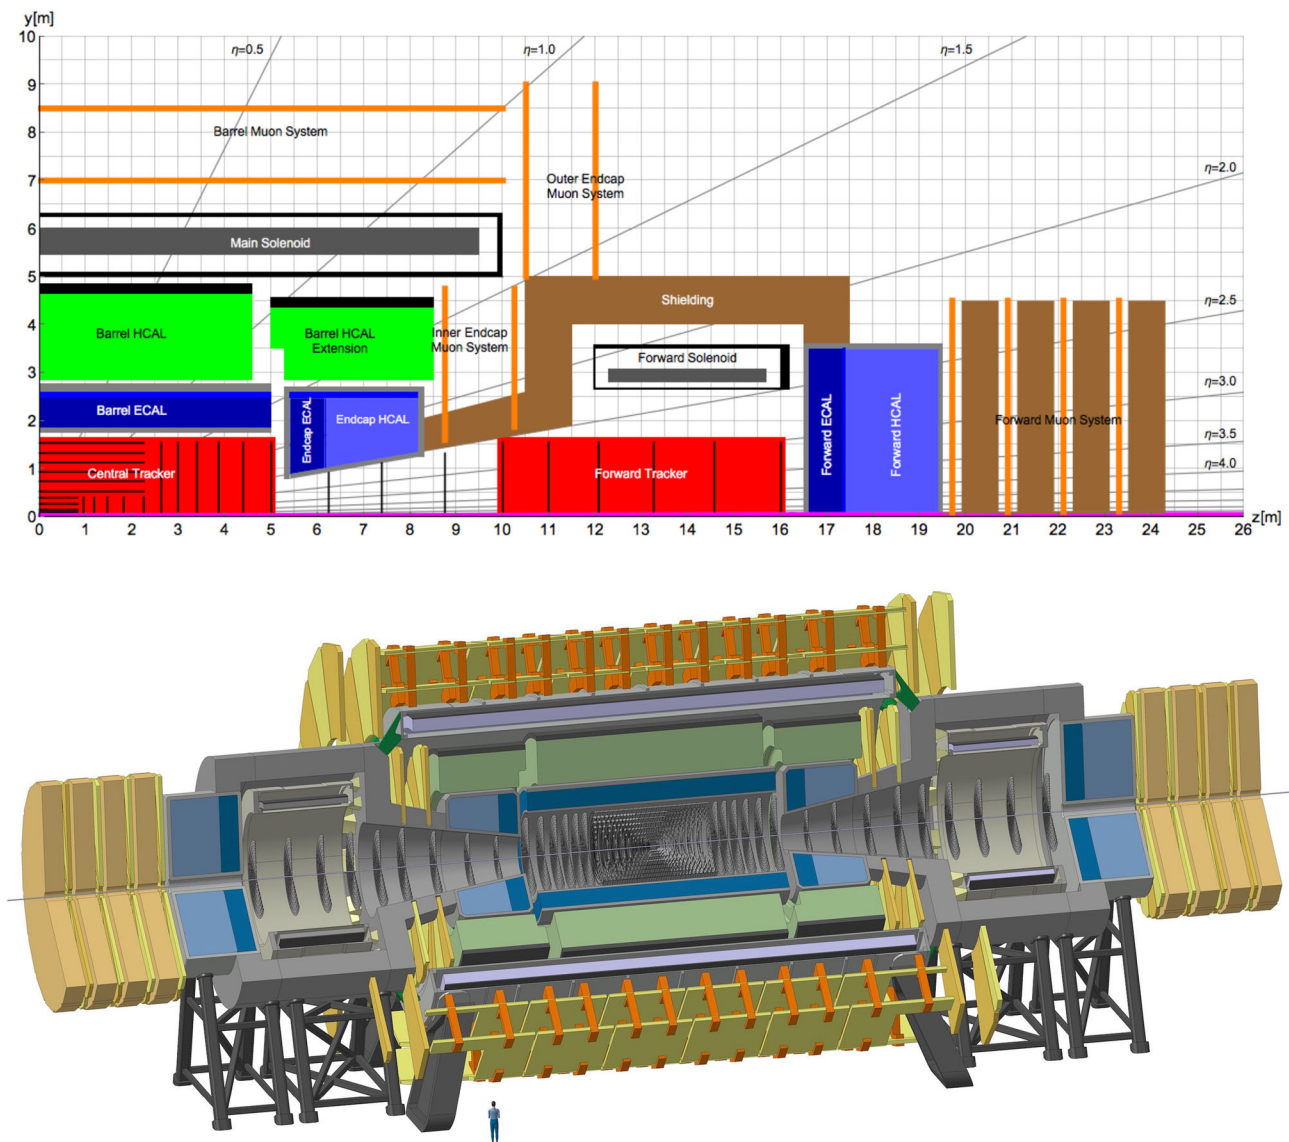 y[m]
10
η=0.5
η=1.0
η=1.5
9
8
Barrel Muon System
7
Outer Endcap
Muon System
η=2.0
6
Main Solenoid
5
Shielding
η=2.5
4
Barrel HCAL
Barrel HCAL
Extension
Inner Endcap
Muon System
Forward Solenoid
3
η=3.0
2
Barrel ECAL
Endcap ECAL
Endcap HCAL
Forward ECAL
Forward HCAL
Forward Muon System
η=3.5
1
Central Tracker
Forward Tracker
η=4.0
0
0 1 2 3 4 5 6 7 8 9 10 11 12 13 14 15 16 17 18 19 20 21 22 23 24 25 26
z[m]